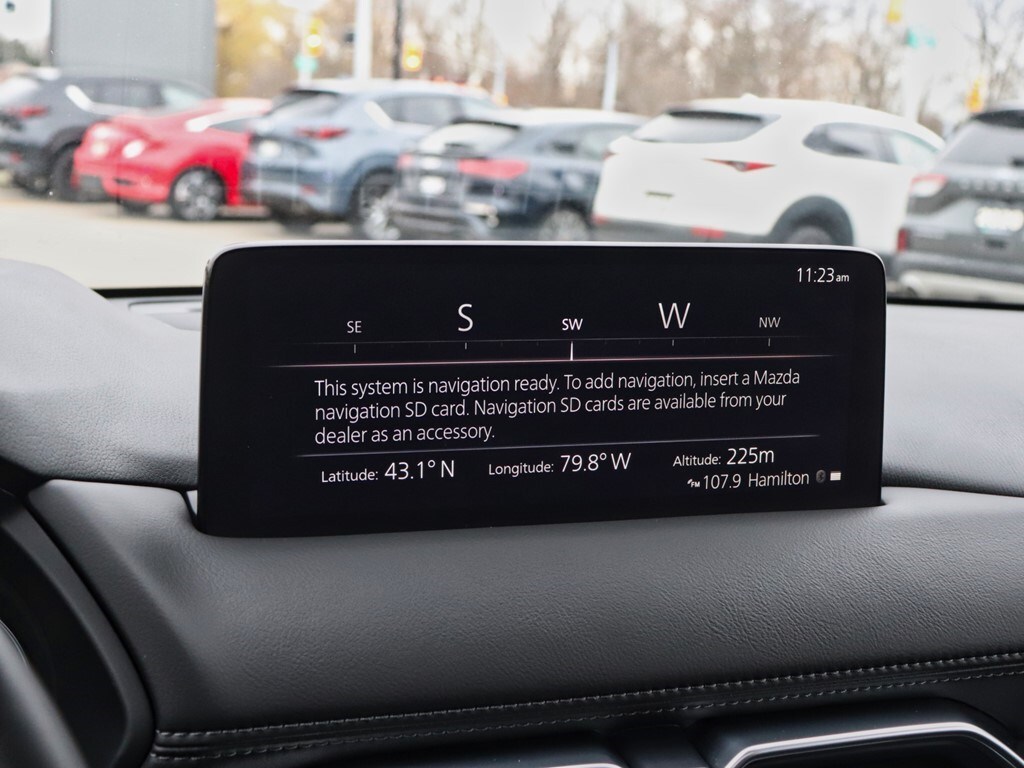 11:23am
SE S SW W NW
This system is navigation ready. To add navigation, insert a Mazda
navigation SD card. Navigation SD cards are available from your
dealer as an accessory.
Latitude: 43.1° N Longitude: 79.8° W Altitude: 225m
FM 107.9 Hamilton